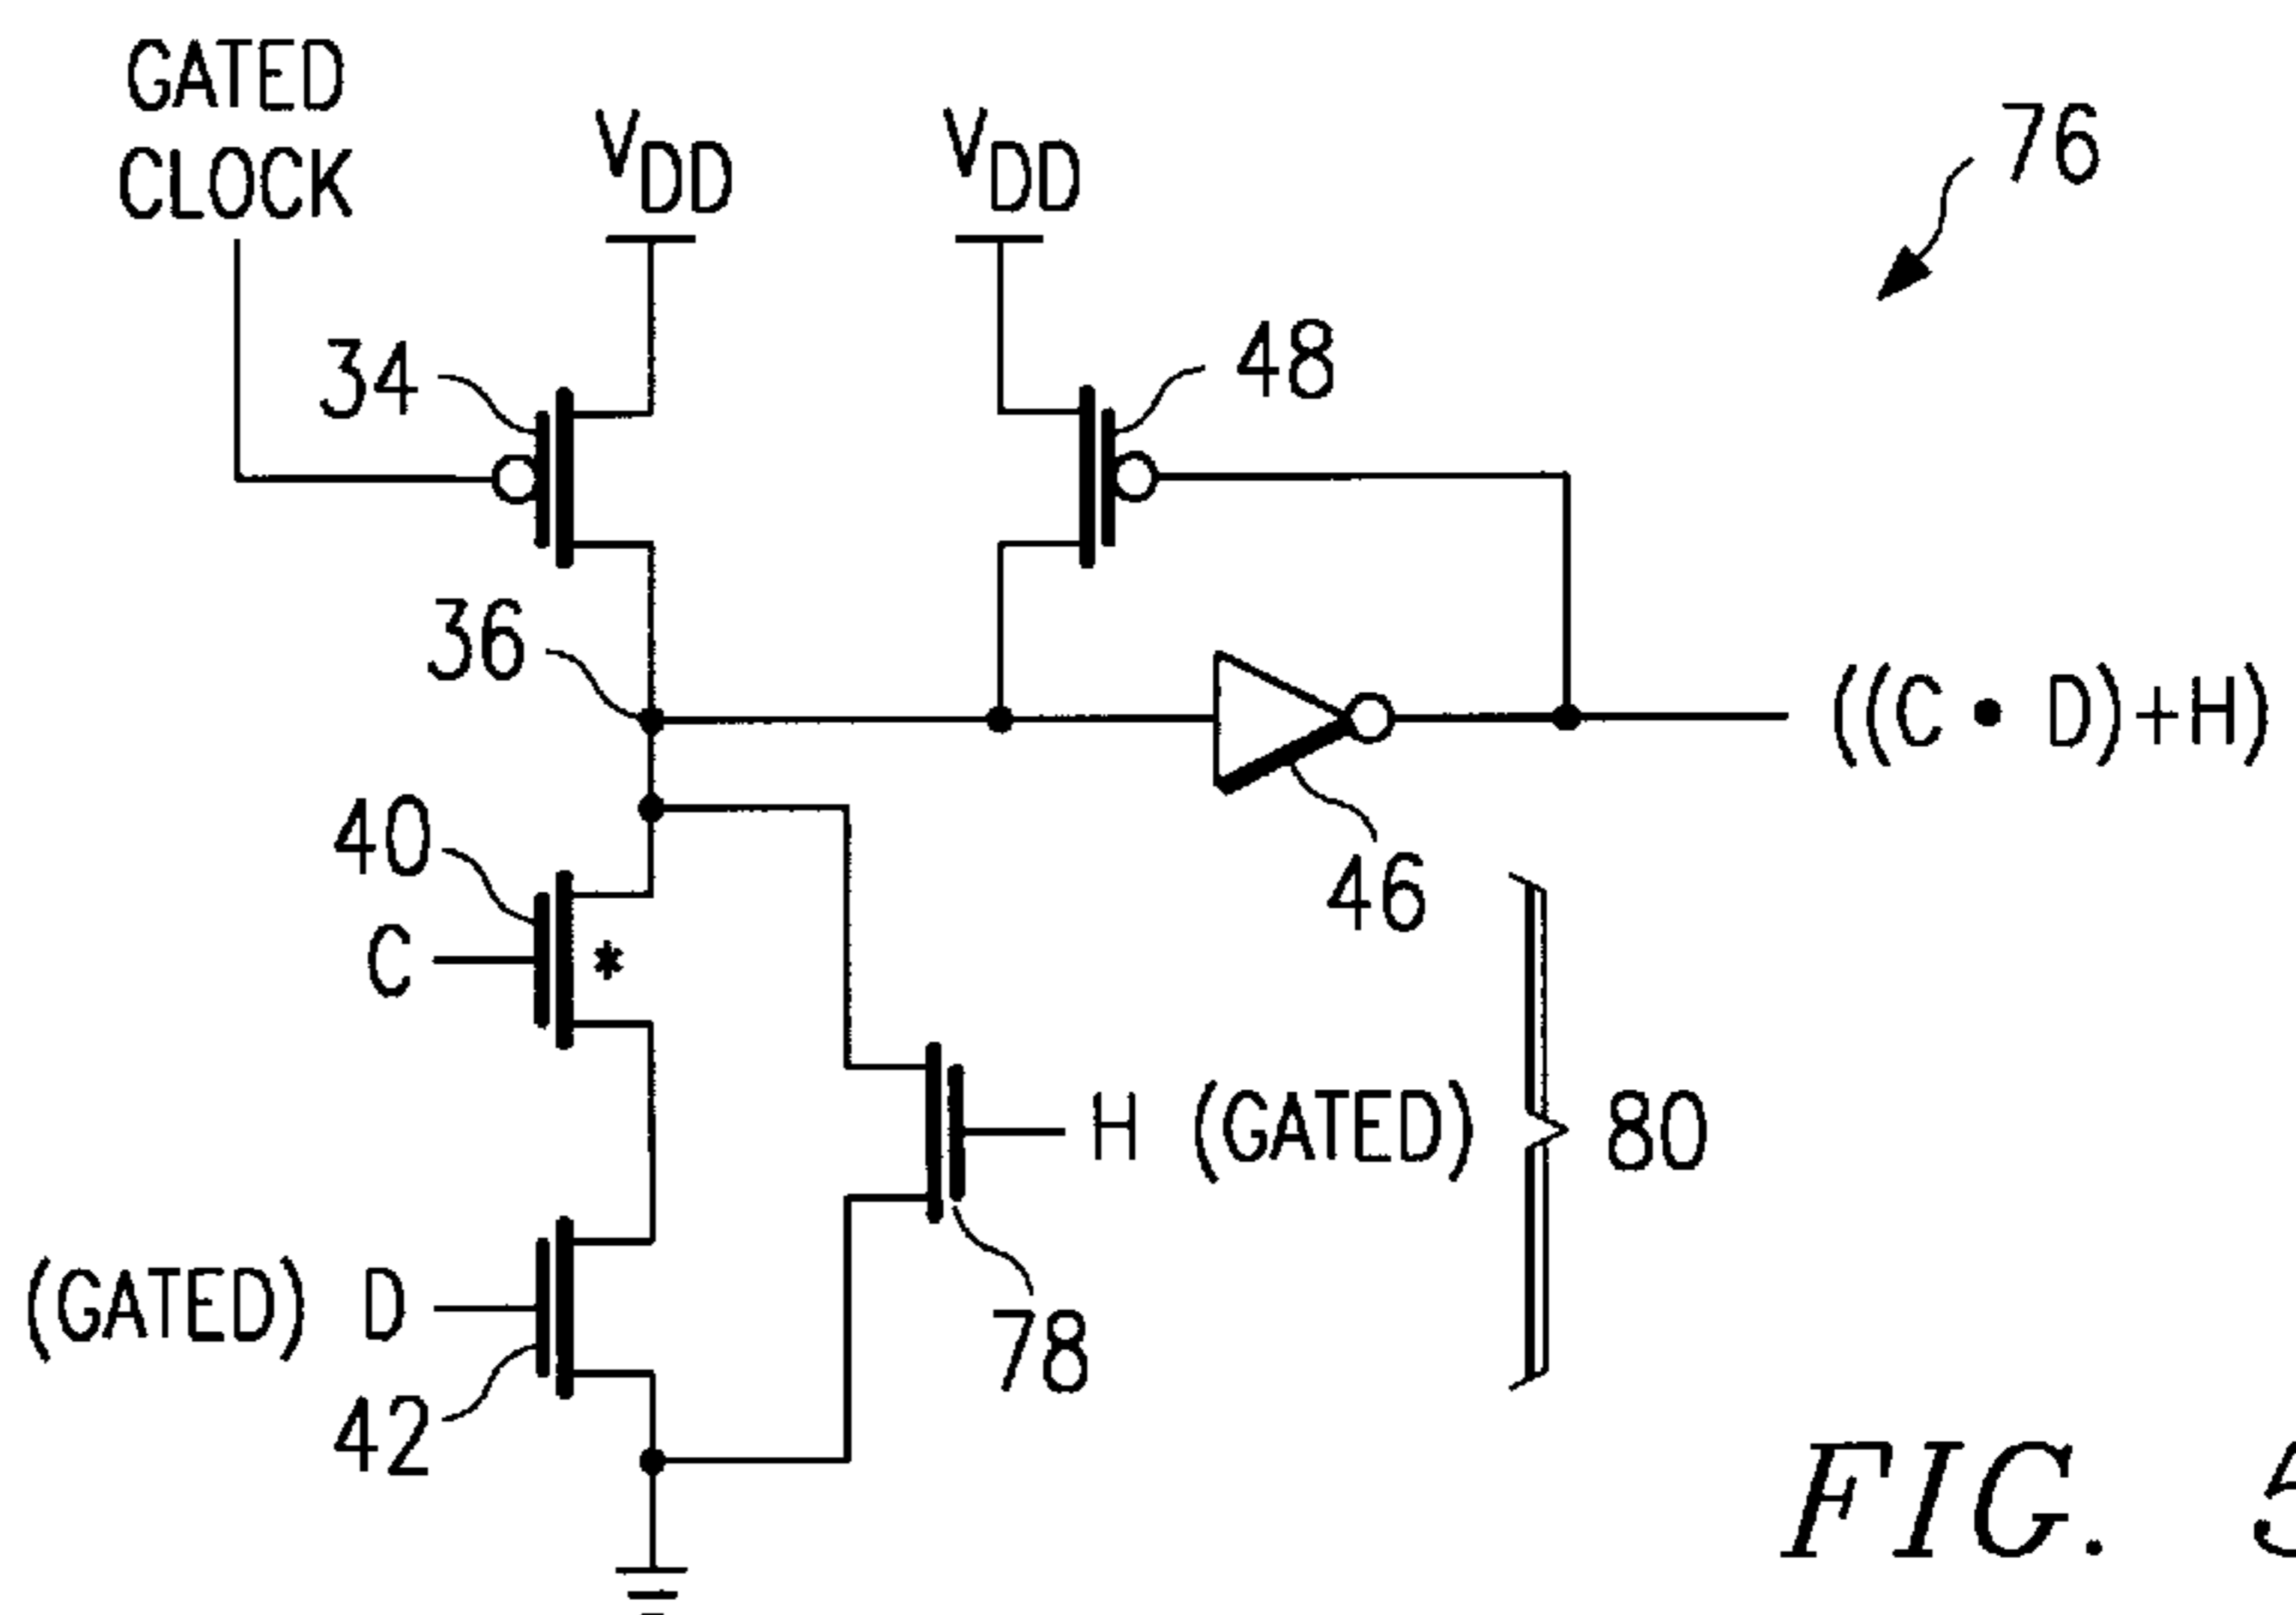 GATED
CLOCK
VDD
VDD
76
34
48
36
((C • D)+H)
40
46
C
*
H (GATED)
80
(GATED) D
78
42
FIG. 5